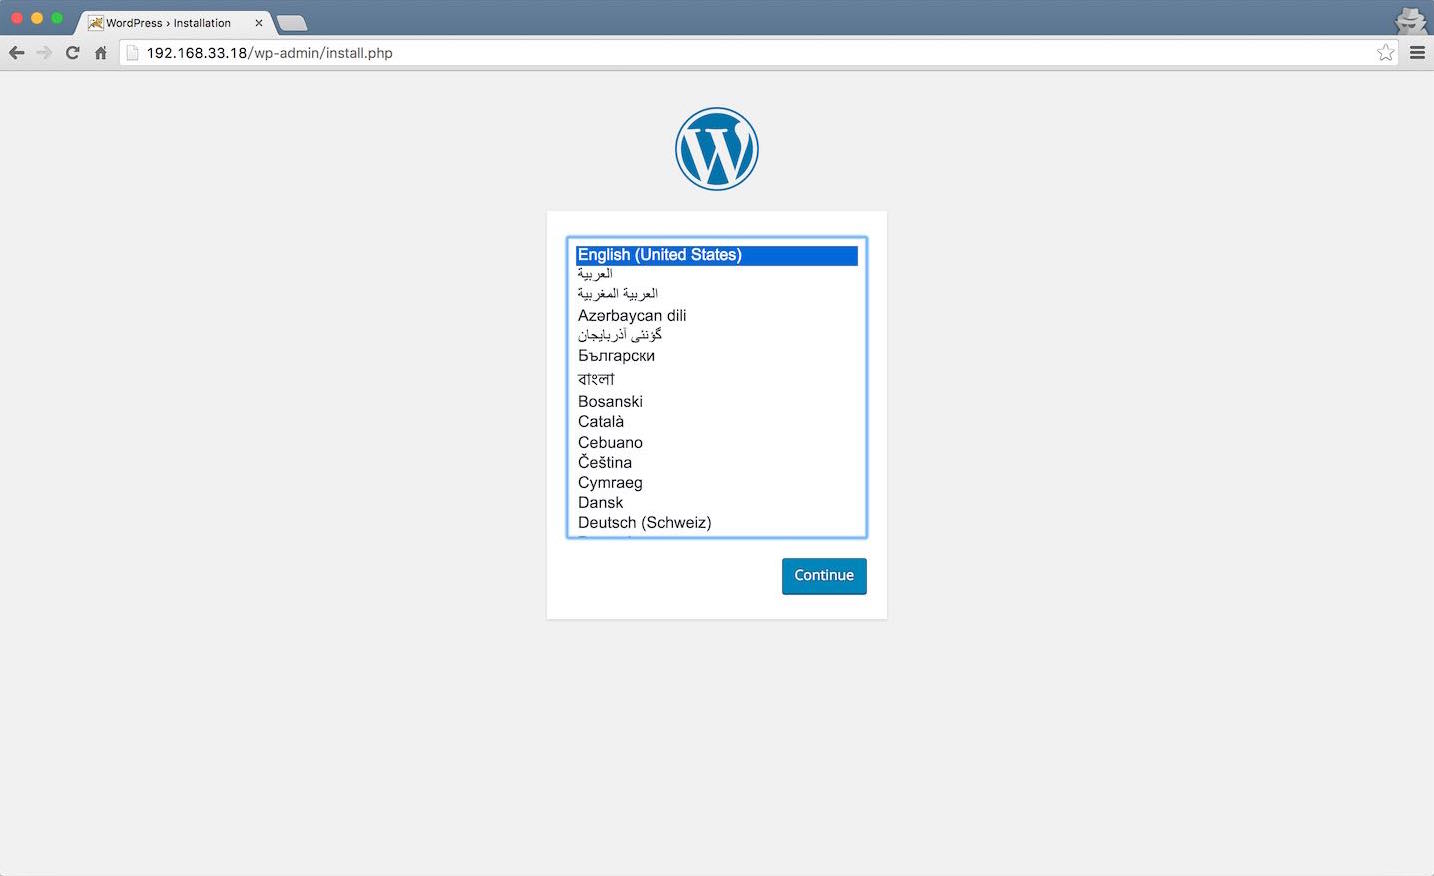 WordPress › Installation
192.168.33.18/wp-admin/install.php
English (United States)
العربية
العربية المغربية
Azərbaycan dili
گؤنئی آذربایجان
Български
বাংলা
Bosanski
Català
Cebuano
Čeština
Cymraeg
Dansk
Deutsch (Schweiz)
Continue